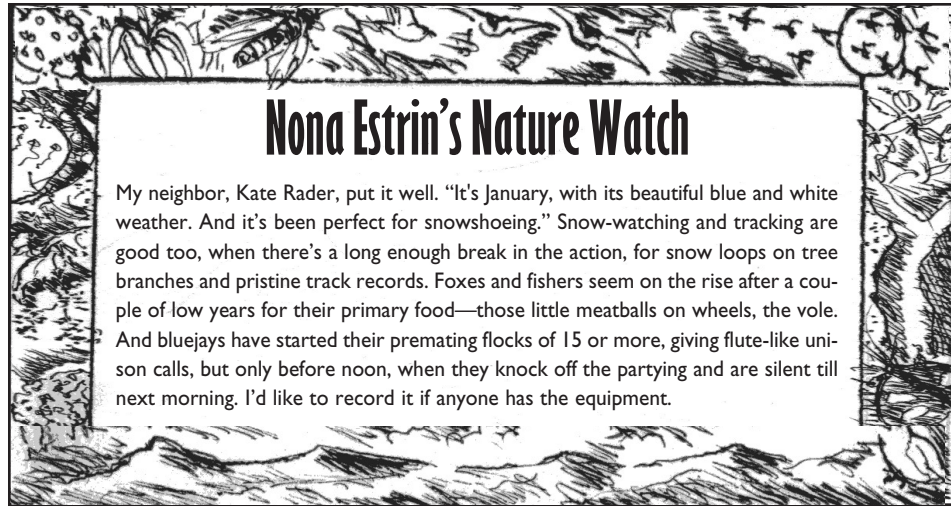 Nona Estrin's Nature Watch
My neighbor, Kate Rader, put it well. “It's January, with its beautiful blue and white
weather. And it’s been perfect for snowshoeing.” Snow-watching and tracking are
good too, when there’s a long enough break in the action, for snow loops on tree
branches and pristine track records. Foxes and fishers seem on the rise after a cou-
ple of low years for their primary food—those little meatballs on wheels, the vole.
And bluejays have started their premating flocks of 15 or more, giving flute-like uni-
son calls, but only before noon, when they knock off the partying and are silent till
next morning. I’d like to record it if anyone has the equipment.